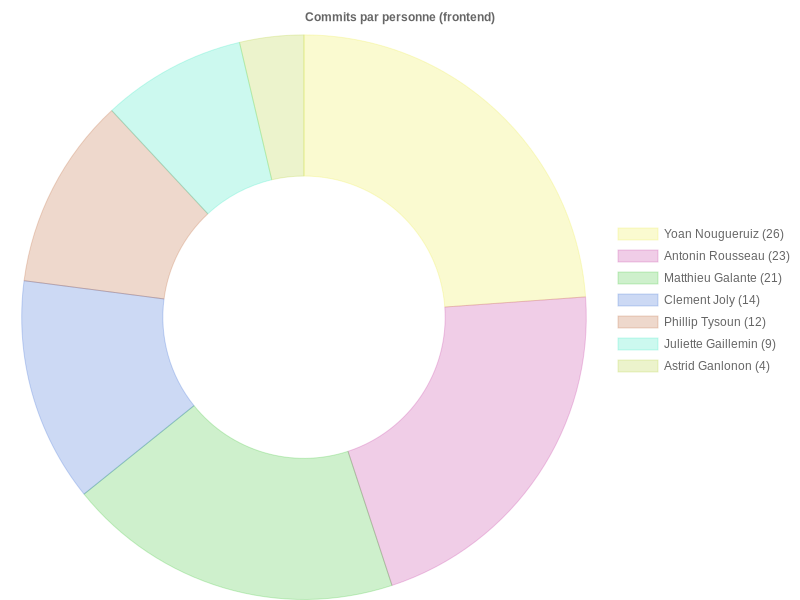 Commits par personne (frontend)
Yoan Nougueruiz (26)
Antonin Rousseau (23)
Matthieu Galante (21)
Clement Joly (14)
Phillip Tysoun (12)
Juliette Gaillemin (9)
Astrid Ganlonon (4)